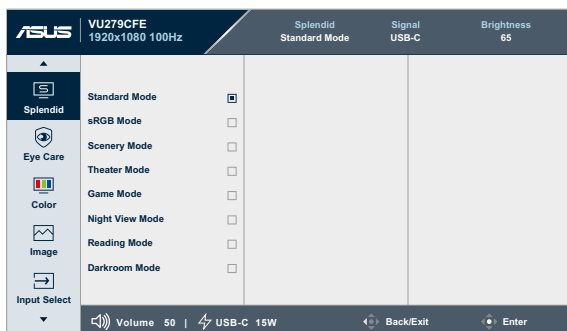 ASUS
VU279CFE
1920x1080 100Hz
Splendid
Standard Mode
Signal
USB-C
Brightness
65
Splendid
Eye Care
Color
Image
Input Select
Standard Mode
sRGB Mode
Scenery Mode
Theater Mode
Game Mode
Night View Mode
Reading Mode
Darkroom Mode
Volume 50 | USB-C 15W
Back/Exit
Enter